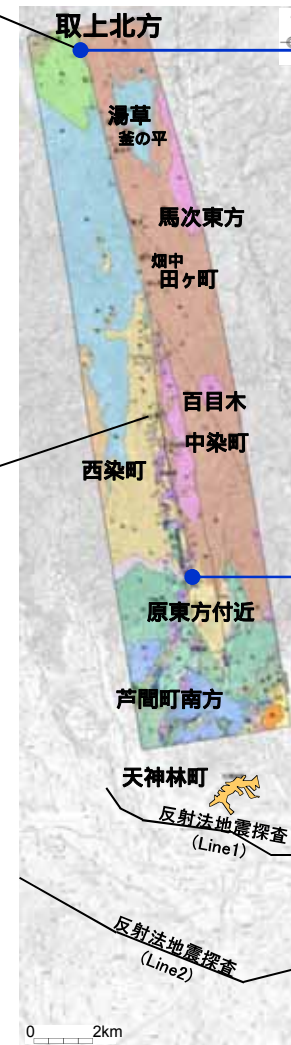 取上北方
湯草
釜の平
馬次東方
畑中
田ヶ町
百目木
中染町
西染町
原東方付近
芦間町南方
天神林町
反射法地震探査
(Line1)
反射法地震探査
(Line2)
0 2km